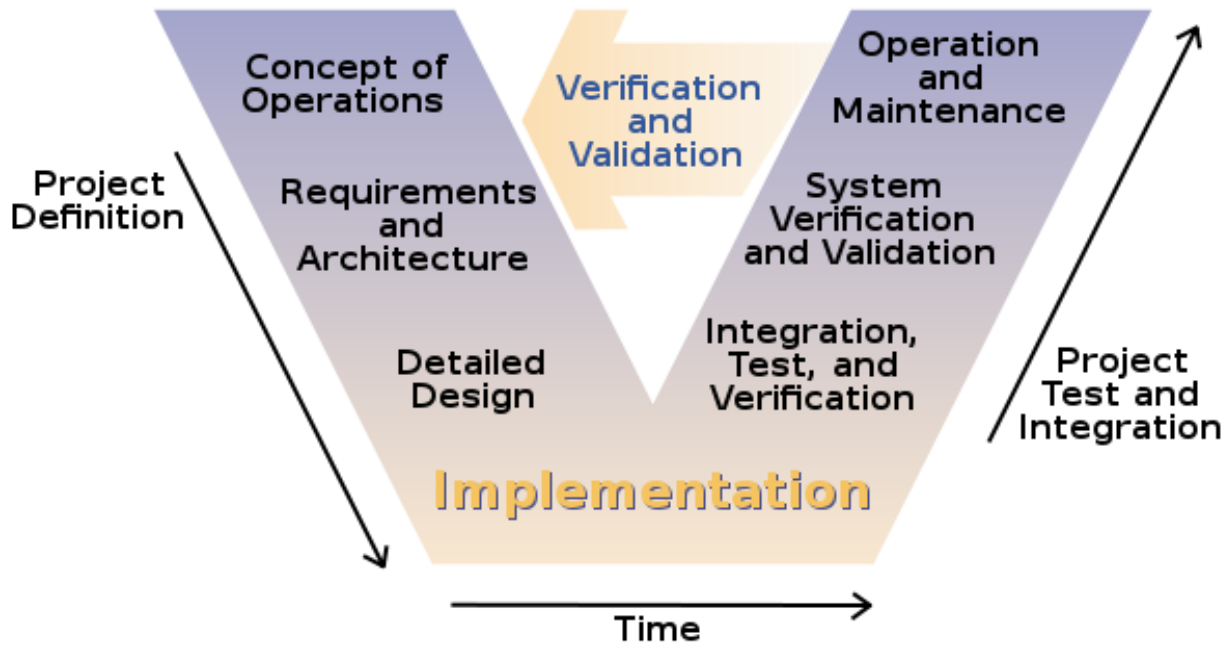 Concept of
Operations
Verification
and
Validation
Operation
and
Maintenance
Project
Definition
Requirements
and
Architecture
System
Verification
and Validation
Detailed
Design
Integration,
Test, and
Verification
Project
Test and
Integration
Implementation
Time